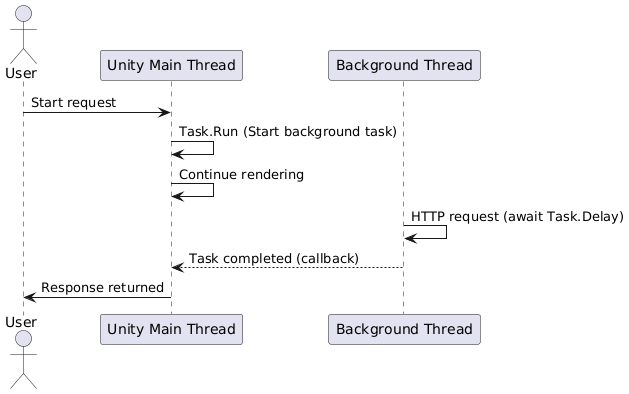 User
Unity Main Thread
Background Thread
Start request
Task.Run (Start background task)
Continue rendering
HTTP request (await Task.Delay)
Task completed (callback)
Response returned
User
Unity Main Thread
Background Thread